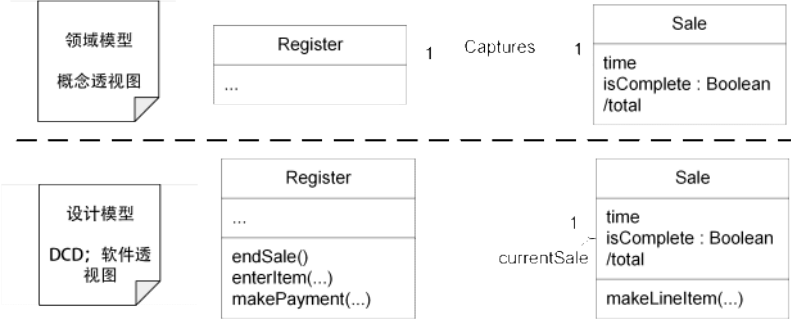 领域模型
概念透视图
Register
...
1
Captures
1
Sale
time
isComplete : Boolean
/total
设计模型
DCD；软件透
视图
Register
...
endSale()
enterItem(...)
makePayment(...)
1
currentSale
Sale
time
isComplete : Boolean
/total
makeLineItem(...)